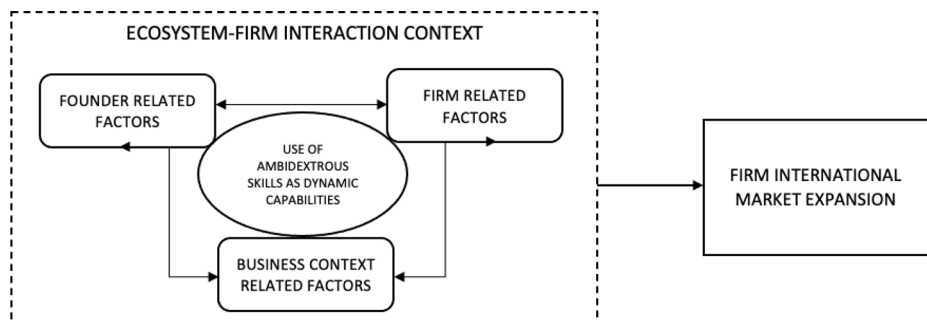 ECOSYSTEM-FIRM INTERACTION CONTEXT
FOUNDER RELATED
FACTORS
FIRM RELATED
FACTORS
USE OF
AMBIDEXTROUS
SKILLS AS DYNAMIC
CAPABILITIES
BUSINESS CONTEXT
RELATED FACTORS
FIRM INTERNATIONAL
MARKET EXPANSION